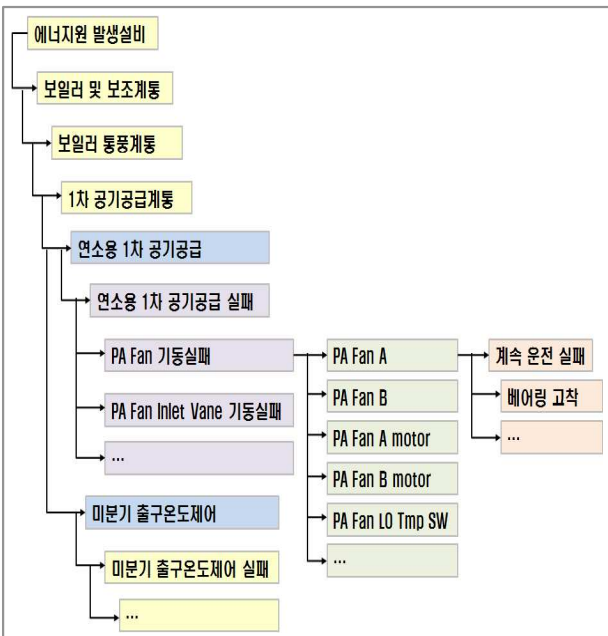 에너지원 발생설비
보일러 및 보조계통
보일러 통풍계통
1차 공기공급계통
연소용 1차 공기공급
연소용 1차 공기공급 실패
PA Fan 기동실패
PA Fan A
계속 운전 실패
PA Fan B
베어링 고착
PA Fan Inlet Vane 기동실패
PA Fan A motor
...
...
PA Fan B motor
미분기 출구온도제어
PA Fan LO Tmp SW
미분기 출구온도제어 실패
...
...